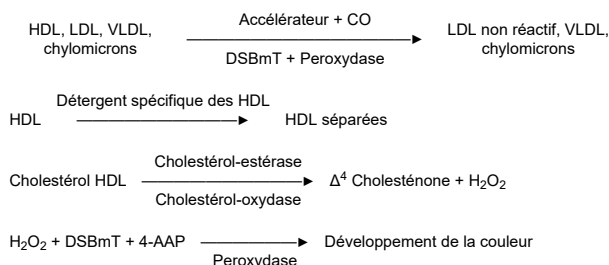 Accélérateur + CO
HDL, LDL, VLDL, chylomicrons ————————► LDL non réactif, VLDL, chylomicrons
DSBmT + Peroxydase
Détergent spécifique des HDL
HDL ————————► HDL séparées
Cholestérol-estérase
Cholestérol HDL ————————► Δ⁴ Cholesténone + H₂O₂
Cholestérol-oxydase
H₂O₂ + DSBmT + 4-AAP ————————► Développement de la couleur
Peroxydase